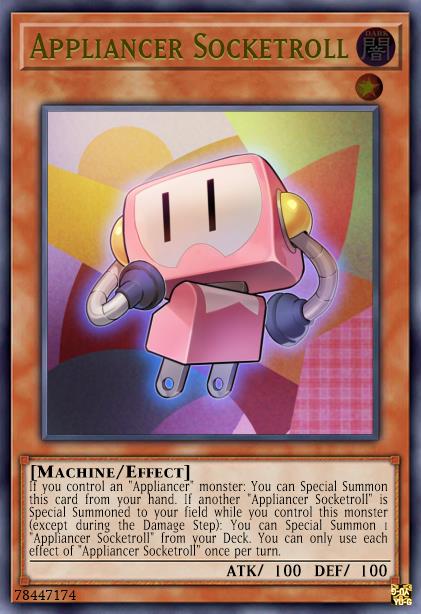 Appliancer Socketroll
DARK
闇
[Machine/Effect]
If you control an "Appliancer" monster: You can Special Summon
this card from your hand. If another "Appliancer Socketroll" is
Special Summoned to your field while you control this monster
(except during the Damage Step): You can Special Summon 1
"Appliancer Socketroll" from your Deck. You can only use each
effect of "Appliancer Socketroll" once per turn.
ATK/ 100 DEF/ 100
78447174